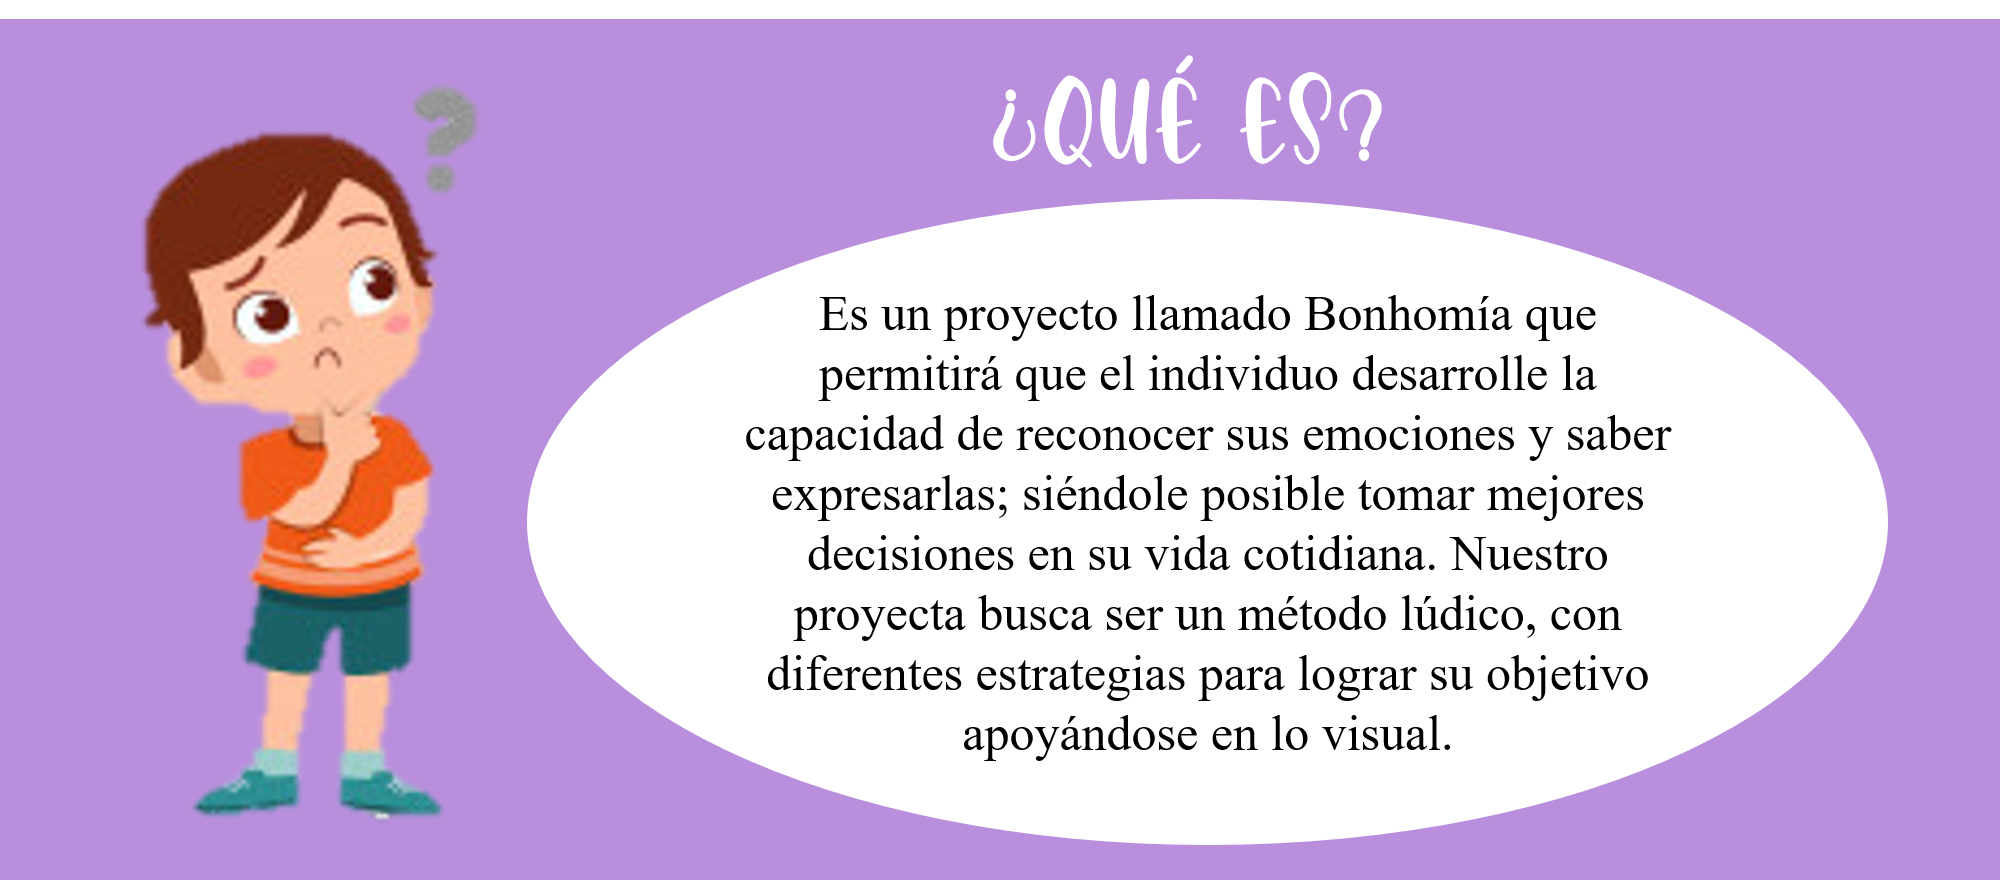 ¿QUÉ ES?
Es un proyecto llamado Bonhomía que
permitirá que el individuo desarrolle la
capacidad de reconocer sus emociones y saber
expresarlas; siéndole posible tomar mejores
decisiones en su vida cotidiana. Nuestro
proyecta busca ser un método lúdico, con
diferentes estrategias para lograr su objetivo
apoyándose en lo visual.